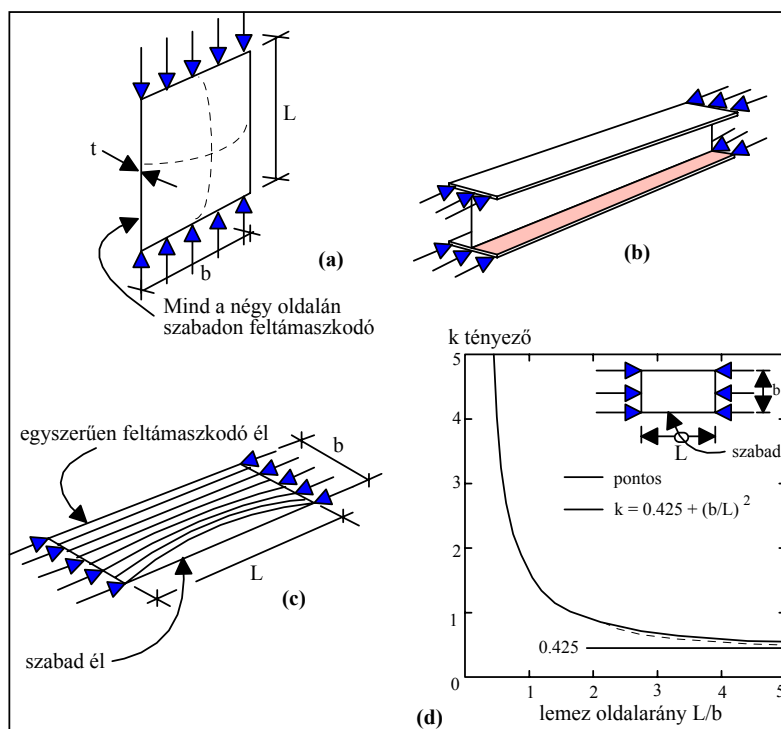 L
t
b
(a)
Mind a négy oldalán
szabadon feltámaszkodó
(b)
egyszerűen feltámaszkodó él
b
L
(c)
szabad él
k tényező
5
4
3
2
1
0
b
L
szabad
pontos
k = 0.425 + (b/L) 2
0.425
1 2 3 4 5
lemez oldalarány L/b
(d)